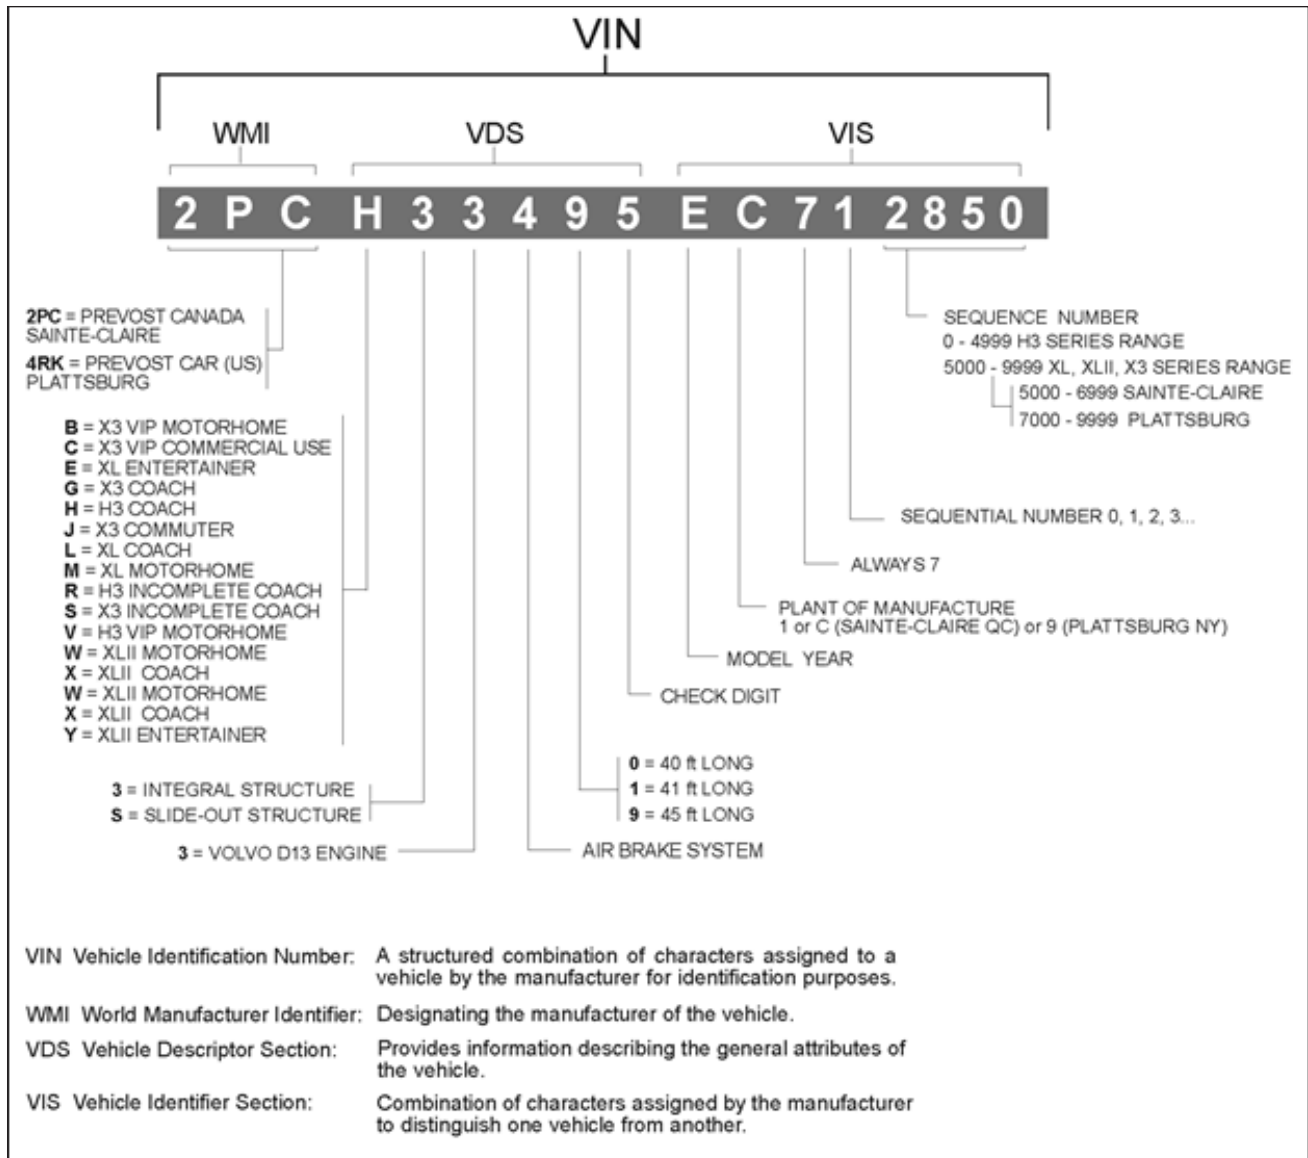 VIN
WMI
VDS
VIS
2 P C H 3 3 4 9 5 E C 7 1 2 8 5 0
2PC = PREVOST CANADA
SAINTE-CLAIRE
4RK = PREVOST CAR (US)
PLATTSBURG
SEQUENCE NUMBER
0 - 4999 H3 SERIES RANGE
5000 - 9999 XL, XLII, X3 SERIES RANGE
5000 - 6999 SAINTE-CLAIRE
7000 - 9999 PLATTSBURG
B = X3 VIP MOTORHOME
C = X3 VIP COMMERCIAL USE
E = XL ENTERTAINER
G = X3 COACH
H = H3 COACH
J = X3 COMMUTER
L = XL COACH
M = XL MOTORHOME
R = H3 INCOMPLETE COACH
S = X3 INCOMPLETE COACH
V = H3 VIP MOTORHOME
W = XLII MOTORHOME
X = XLII COACH
W = XLII MOTORHOME
X = XLII COACH
Y = XLII ENTERTAINER
SEQUENTIAL NUMBER 0, 1, 2, 3...
ALWAYS 7
PLANT OF MANUFACTURE
1 or C (SAINTE-CLAIRE QC) or 9 (PLATTSBURG NY)
MODEL YEAR
CHECK DIGIT
0 = 40 ft LONG
1 = 41 ft LONG
9 = 45 ft LONG
3 = INTEGRAL STRUCTURE
S = SLIDE-OUT STRUCTURE
3 = VOLVO D13 ENGINE
AIR BRAKE SYSTEM
VIN Vehicle Identification Number: A structured combination of characters assigned to a
vehicle by the manufacturer for identification purposes.
WMI World Manufacturer Identifier: Designating the manufacturer of the vehicle.
VDS Vehicle Descriptor Section: Provides information describing the general attributes of
the vehicle.
VIS Vehicle Identifier Section: Combination of characters assigned by the manufacturer
to distinguish one vehicle from another.